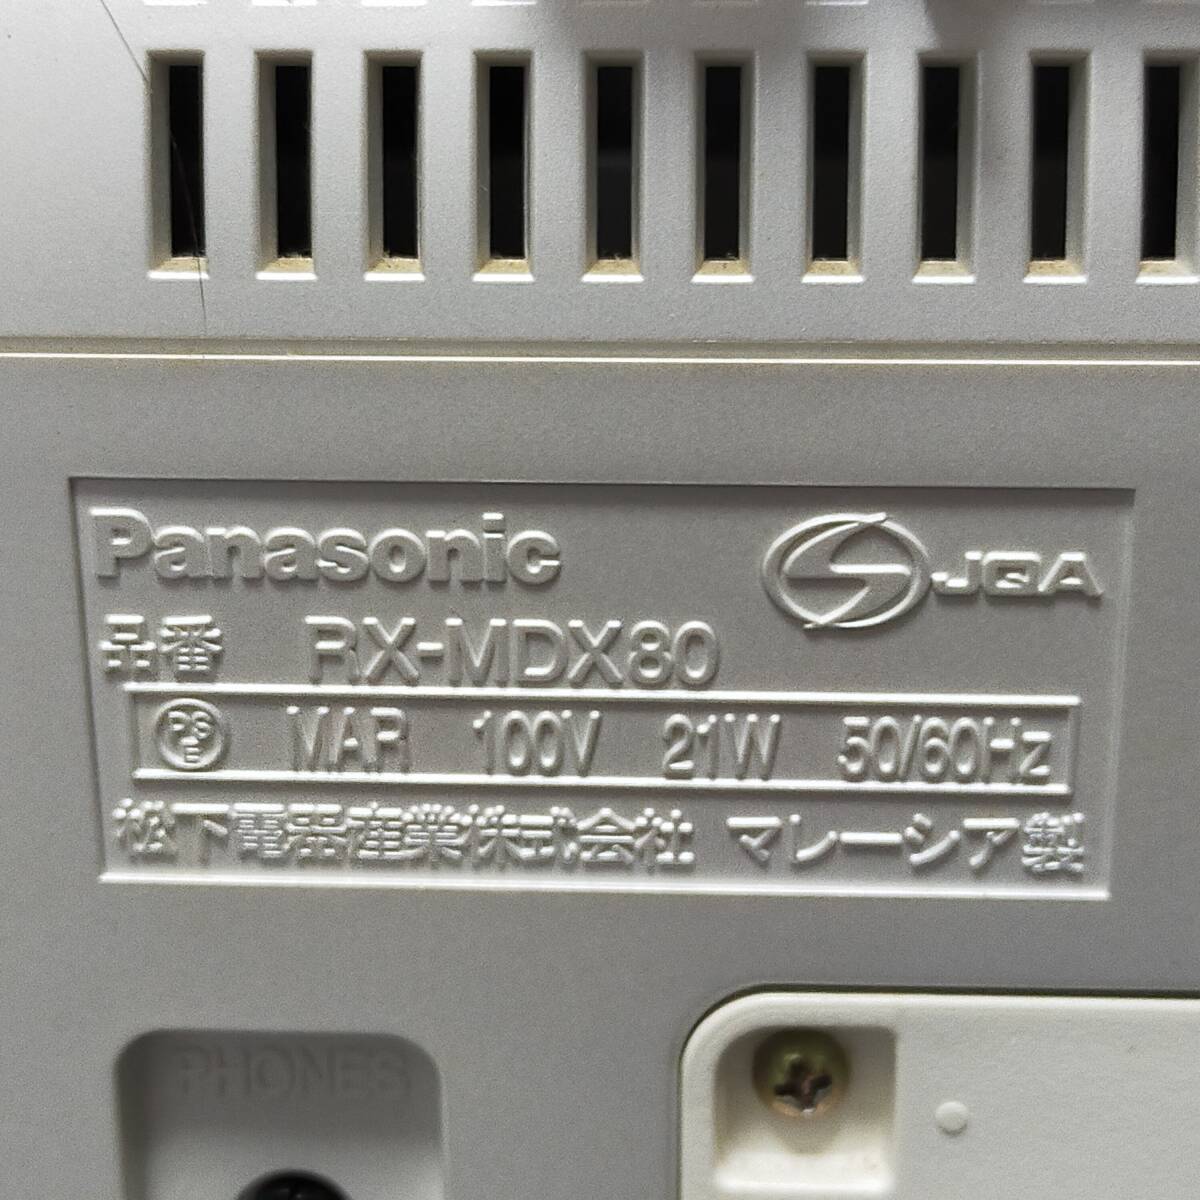 Panasonic
JQA
品番 RX-MDX80
PSE MAR 100V 21W 50/60Hz
松下電器産業株式会社 マレーシア製
PHONES